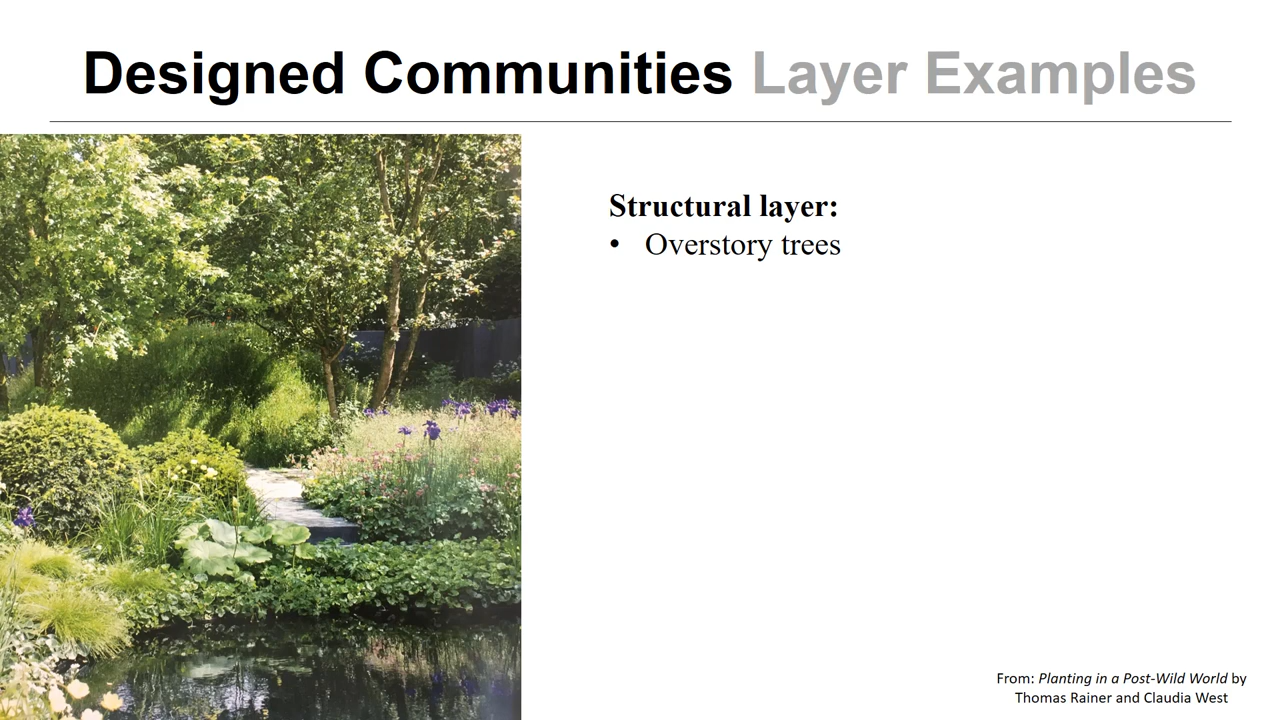 Designed Communities Layer Examples
Structural layer:
• Overstory trees
From: Planting in a Post-Wild World by
Thomas Rainer and Claudia West